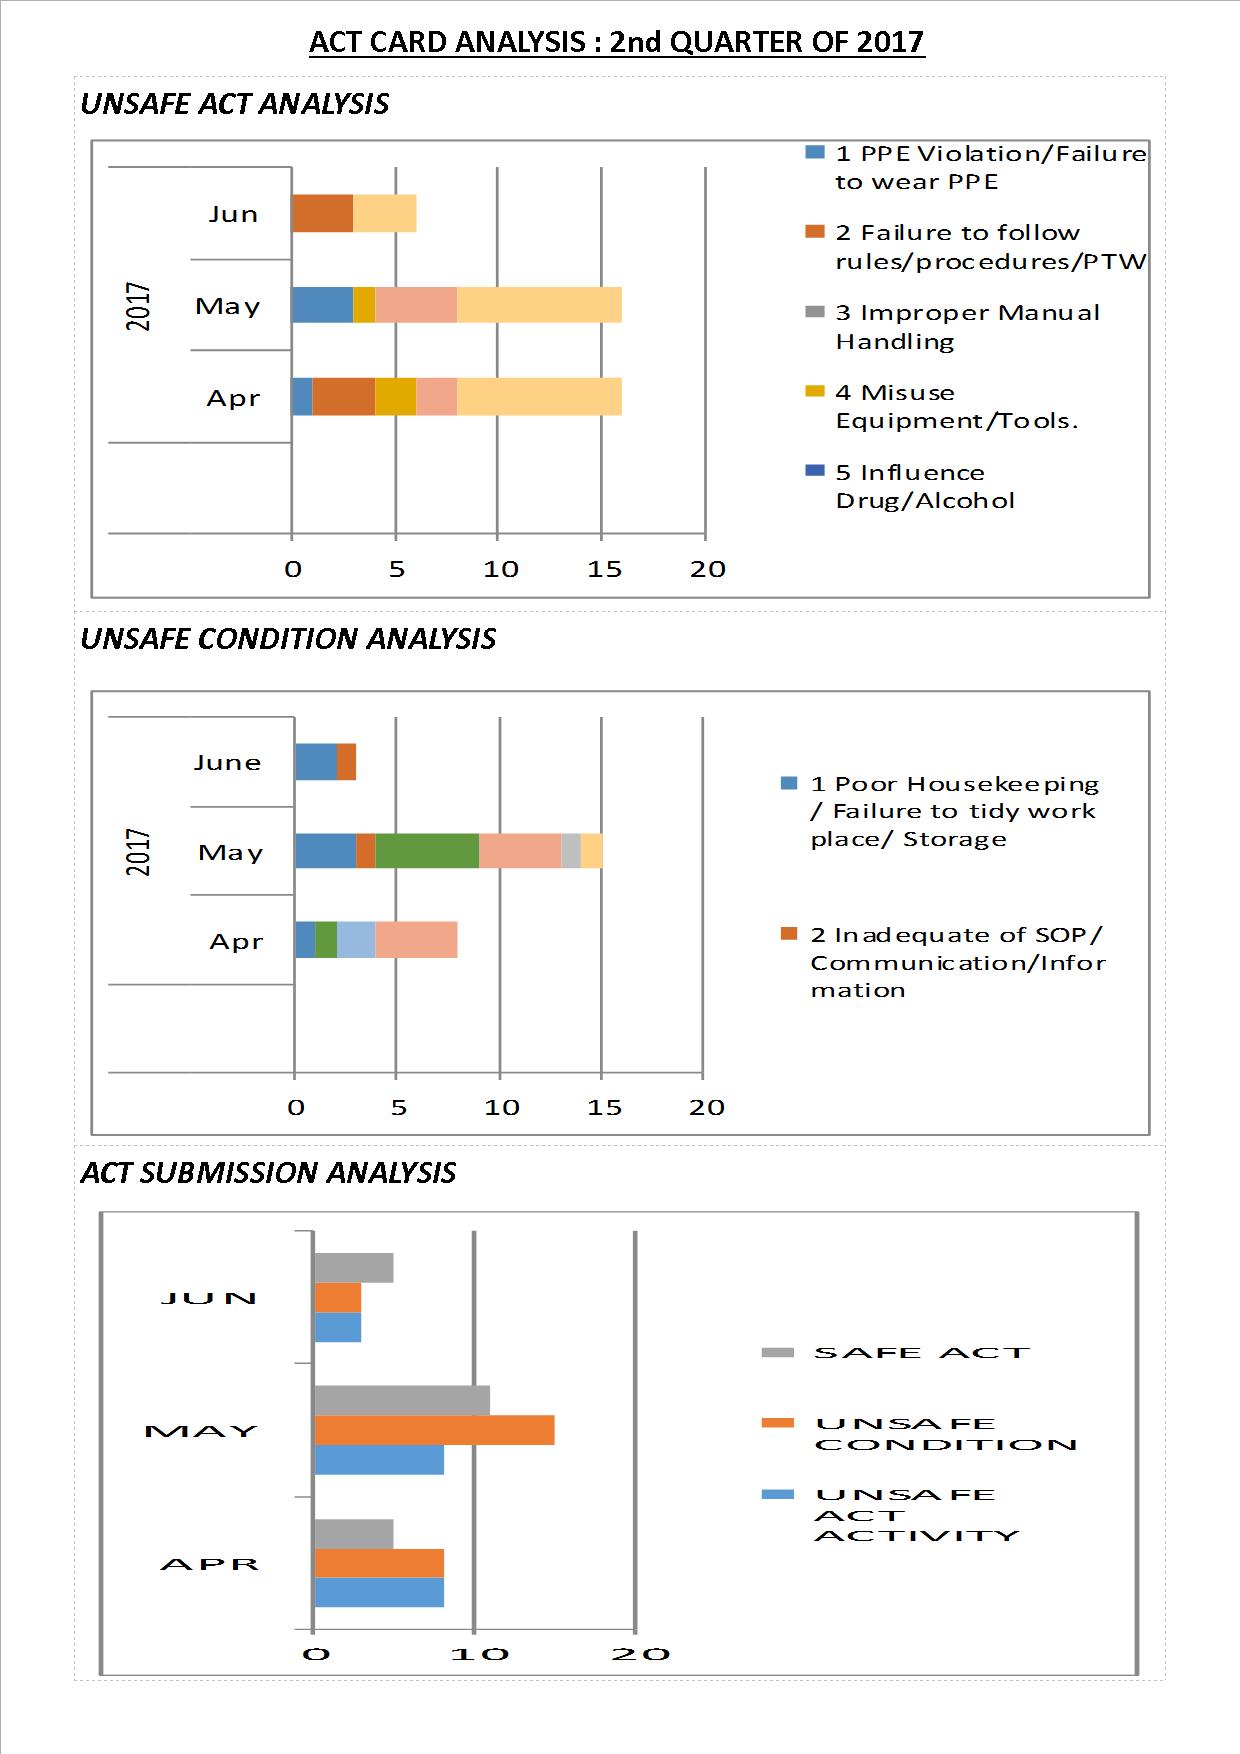 ACT CARD ANALYSIS : 2nd QUARTER OF 2017
UNSAFE ACT ANALYSIS
2017
Jun
May
Apr
0 5 10 15 20
1 PPE Violation/Failure
to wear PPE
2 Failure to follow
rules/procedures/PTW
3 Improper Manual
Handling
4 Misuse
Equipment/Tools.
5 Influence
Drug/Alcohol
UNSAFE CONDITION ANALYSIS
2017
June
May
Apr
0 5 10 15 20
1 Poor Housekeeping
/ Failure to tidy work
place/ Storage
2 Inadequate of SOP/
Communication/Infor
mation
ACT SUBMISSION ANALYSIS
JUN
MAY
APR
0 10 20
SAFE ACT
UNSAFE
CONDITION
UNSAFE
ACT
ACTIVITY